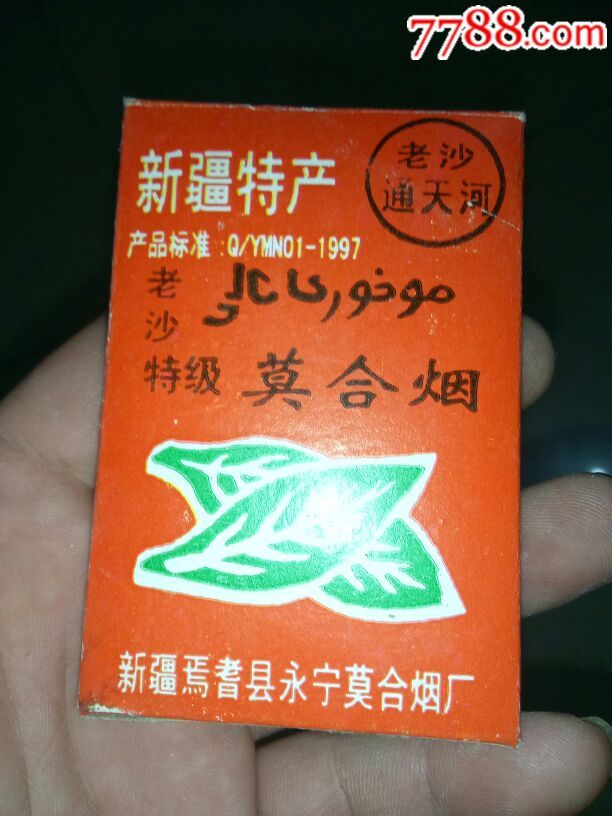 7788.com
新疆特产
老沙
通天河
产品标准:Q/YMN01-1997
老沙
特级
莫合烟
新疆焉耆县永宁莫合烟厂